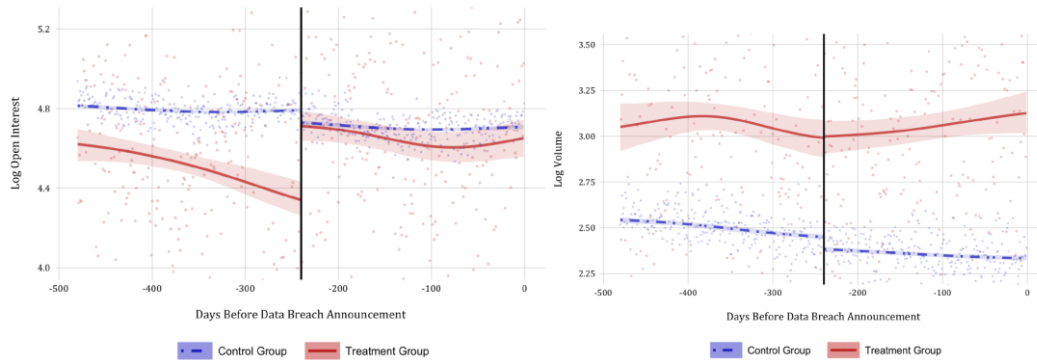 5.2
4.8
4.4
4.0
Log Open Interest
-500
-400
-300
-200
-100
0
Days Before Data Breach Announcement
Control Group
Treatment Group
3.50
3.25
3.00
2.75
2.50
2.25
Log Volume
-500
-400
-300
-200
-100
0
Days Before Data Breach Announcement
Control Group
Treatment Group